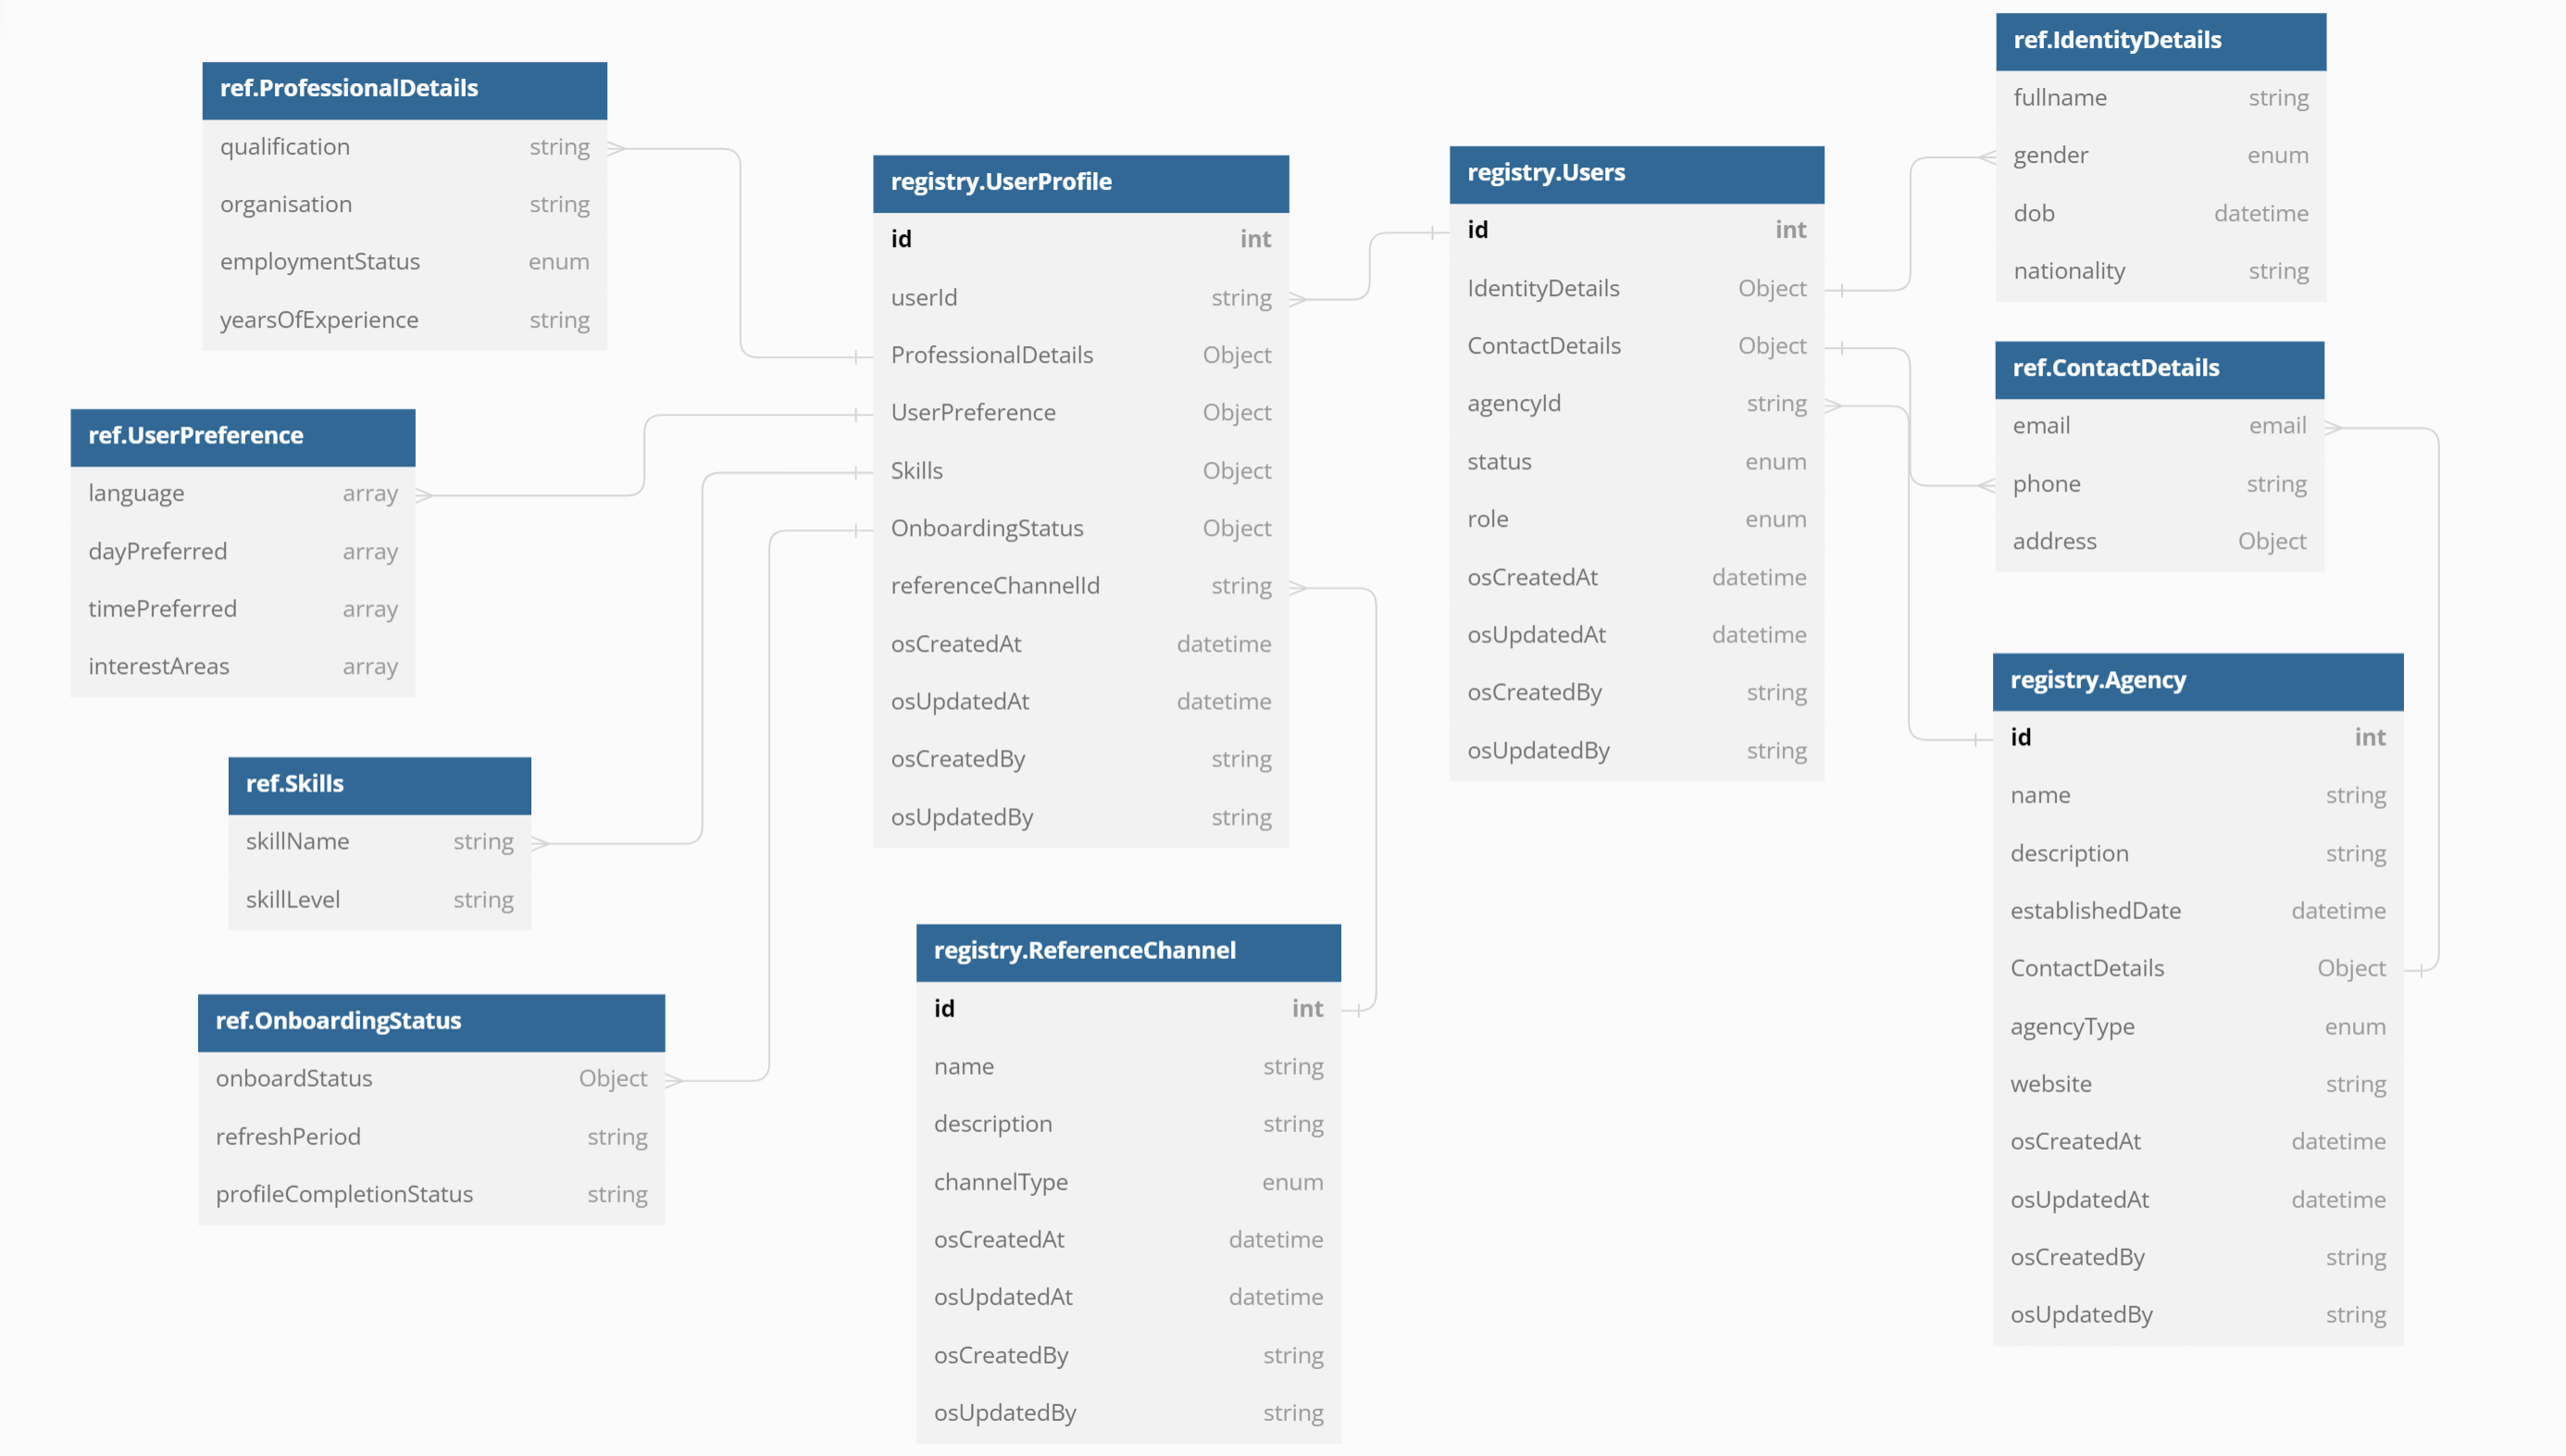 ref.ProfessionalDetails
qualification string
organisation string
employmentStatus enum
yearsOfExperience string
ref.UserPreference
language array
dayPreferred array
timePreferred array
interestAreas array
ref.Skills
skillName string
skillLevel string
ref.OnboardingStatus
onboardStatus Object
refreshPeriod string
profileCompletionStatus string
registry.UserProfile
id int
userId string
ProfessionalDetails Object
UserPreference Object
Skills Object
OnboardingStatus Object
referenceChannelId string
osCreatedAt datetime
osUpdatedAt datetime
osCreatedBy string
osUpdatedBy string
registry.ReferenceChannel
id int
name string
description string
channelType enum
osCreatedAt datetime
osUpdatedAt datetime
osCreatedBy string
osUpdatedBy string
registry.Users
id int
IdentityDetails Object
ContactDetails Object
agencyId string
status enum
role enum
osCreatedAt datetime
osUpdatedAt datetime
osCreatedBy string
osUpdatedBy string
ref.IdentityDetails
fullname string
gender enum
dob datetime
nationality string
ref.ContactDetails
email email
phone string
address Object
registry.Agency
id int
name string
description string
establishedDate datetime
ContactDetails Object
agencyType enum
website string
osCreatedAt datetime
osUpdatedAt datetime
osCreatedBy string
osUpdatedBy string